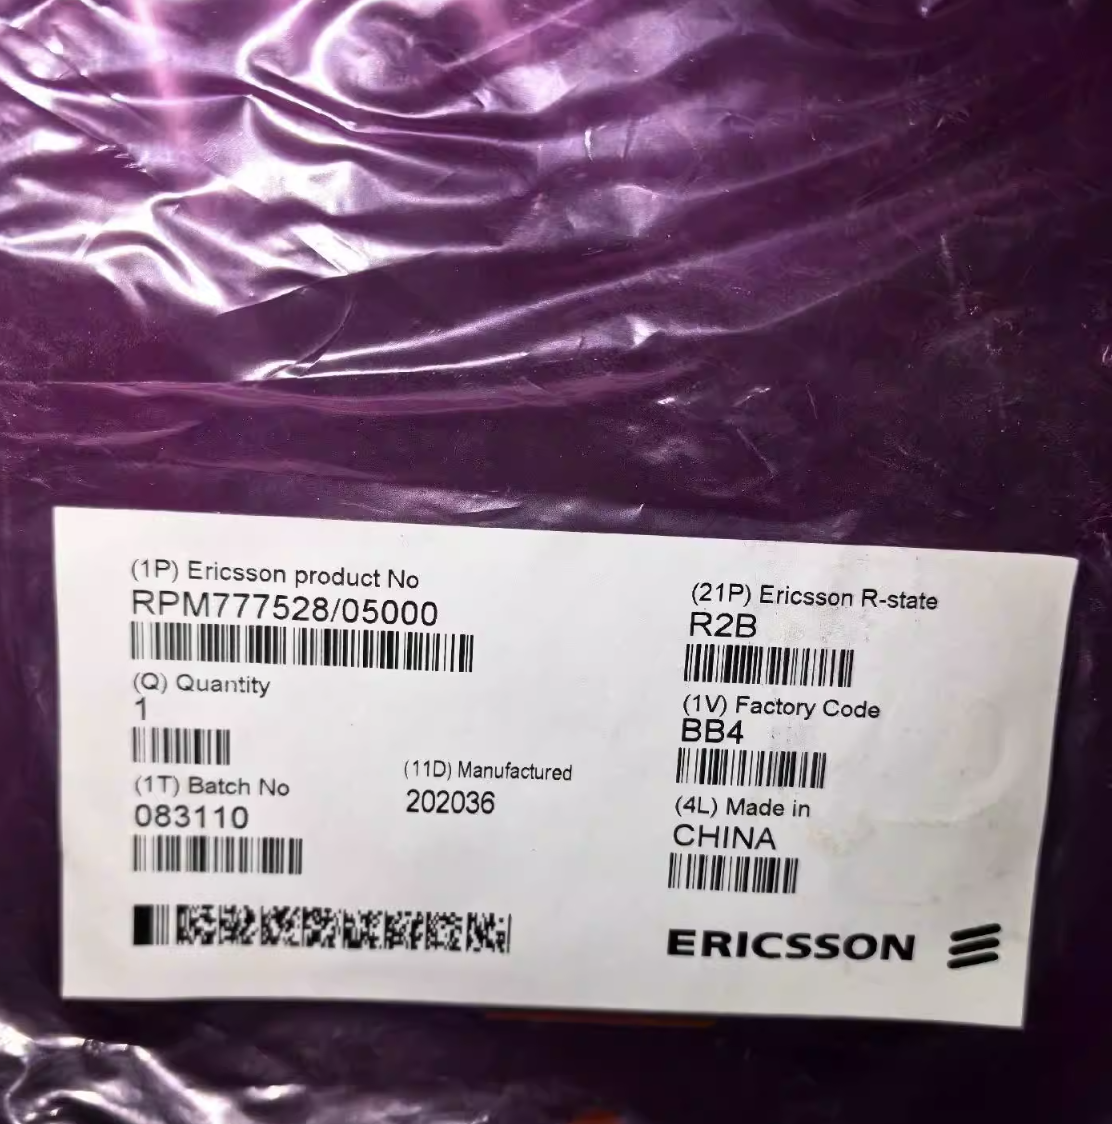 (1P) Ericsson product No
RPM777528/05000
(Q) Quantity
1
(1T) Batch No
083110
(11D) Manufactured
202036
(21P) Ericsson R-state
R2B
(1V) Factory Code
BB4
(4L) Made in
CHINA
ERICSSON